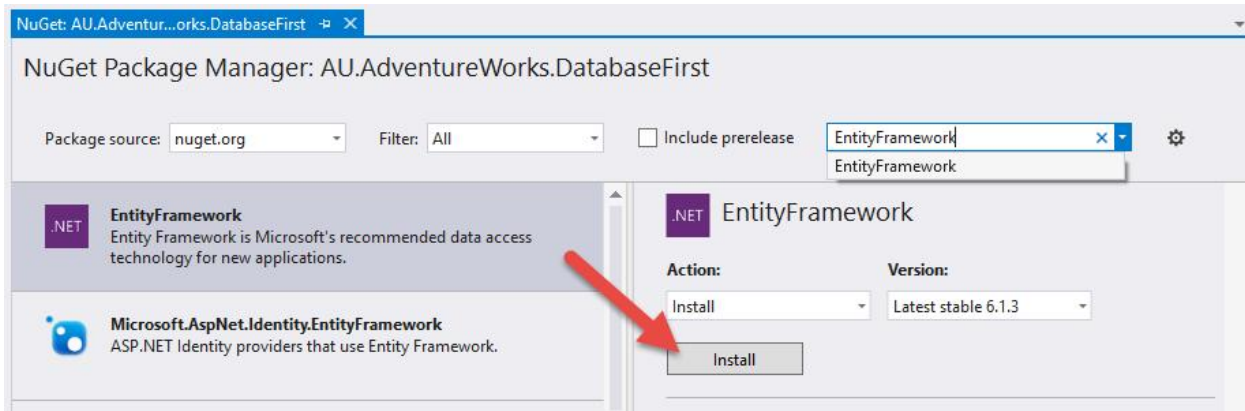 NuGet: AU.Adventur...orks.DatabaseFirst
NuGet Package Manager: AU.AdventureWorks.DatabaseFirst
Package source: nuget.org Filter: All Include prerelease EntityFramework
EntityFramework
.NET EntityFramework
Entity Framework is Microsoft's recommended data access
technology for new applications.
Microsoft.AspNet.Identity.EntityFramework
ASP.NET Identity providers that use Entity Framework.
.NET EntityFramework
Action: Version:
Install Latest stable 6.1.3
Install